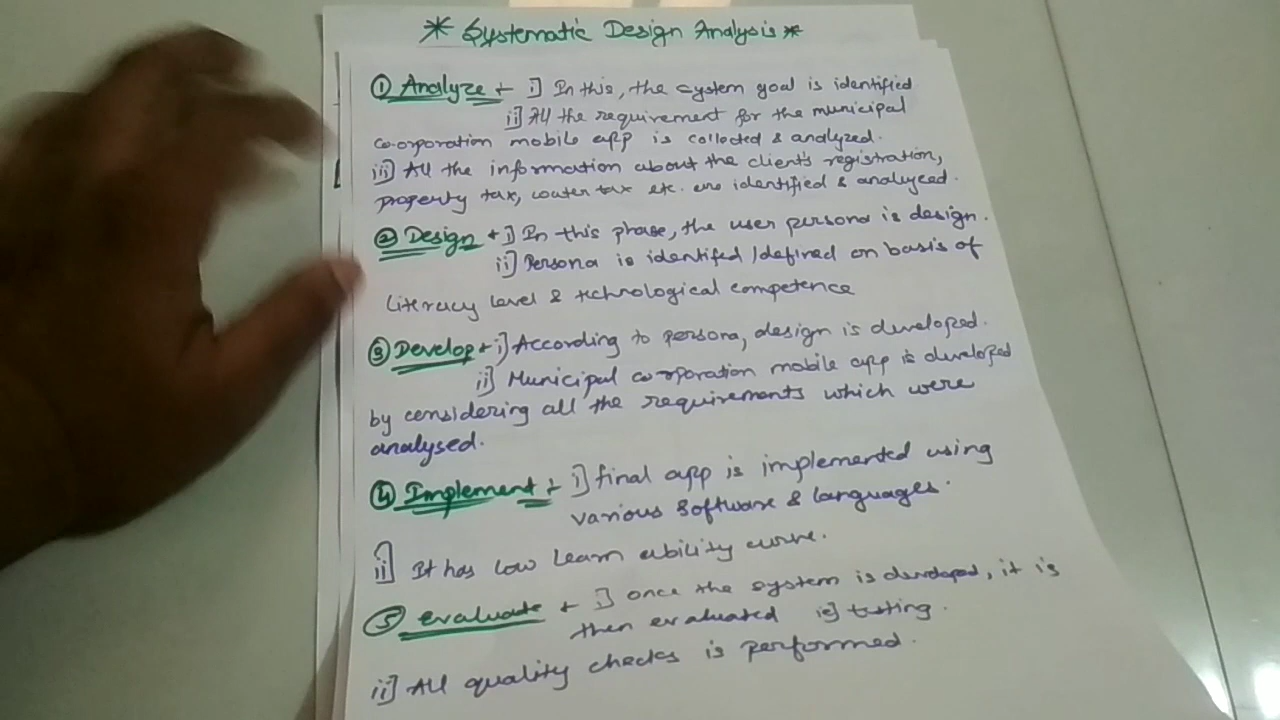 * Systematic Design Analysis *
① Analyze + i] In this, the system goal is identified
ii] All the requirement for the municipal
co-orporation mobile app is collected & analyzed.
iii] All the information about the client's registration,
property tax, water tax etc. are identified & analyzed.
② Design + i] In this phase, the user persona is design.
ii] Persona is identified /defined on basis of
literacy level & technological competence
③ Develop + i] According to persona, design is developed.
ii] Municipal co-orporation mobile app is developed
by considering all the requirements which were
analysed.
④ Implement + i] final app is implemented using
various software & languages.
ii] It has low learn ability curve.
⑤ evaluate + i] once the system is developed, it is
then evaluated ie] testing.
ii] All quality checks is performed.